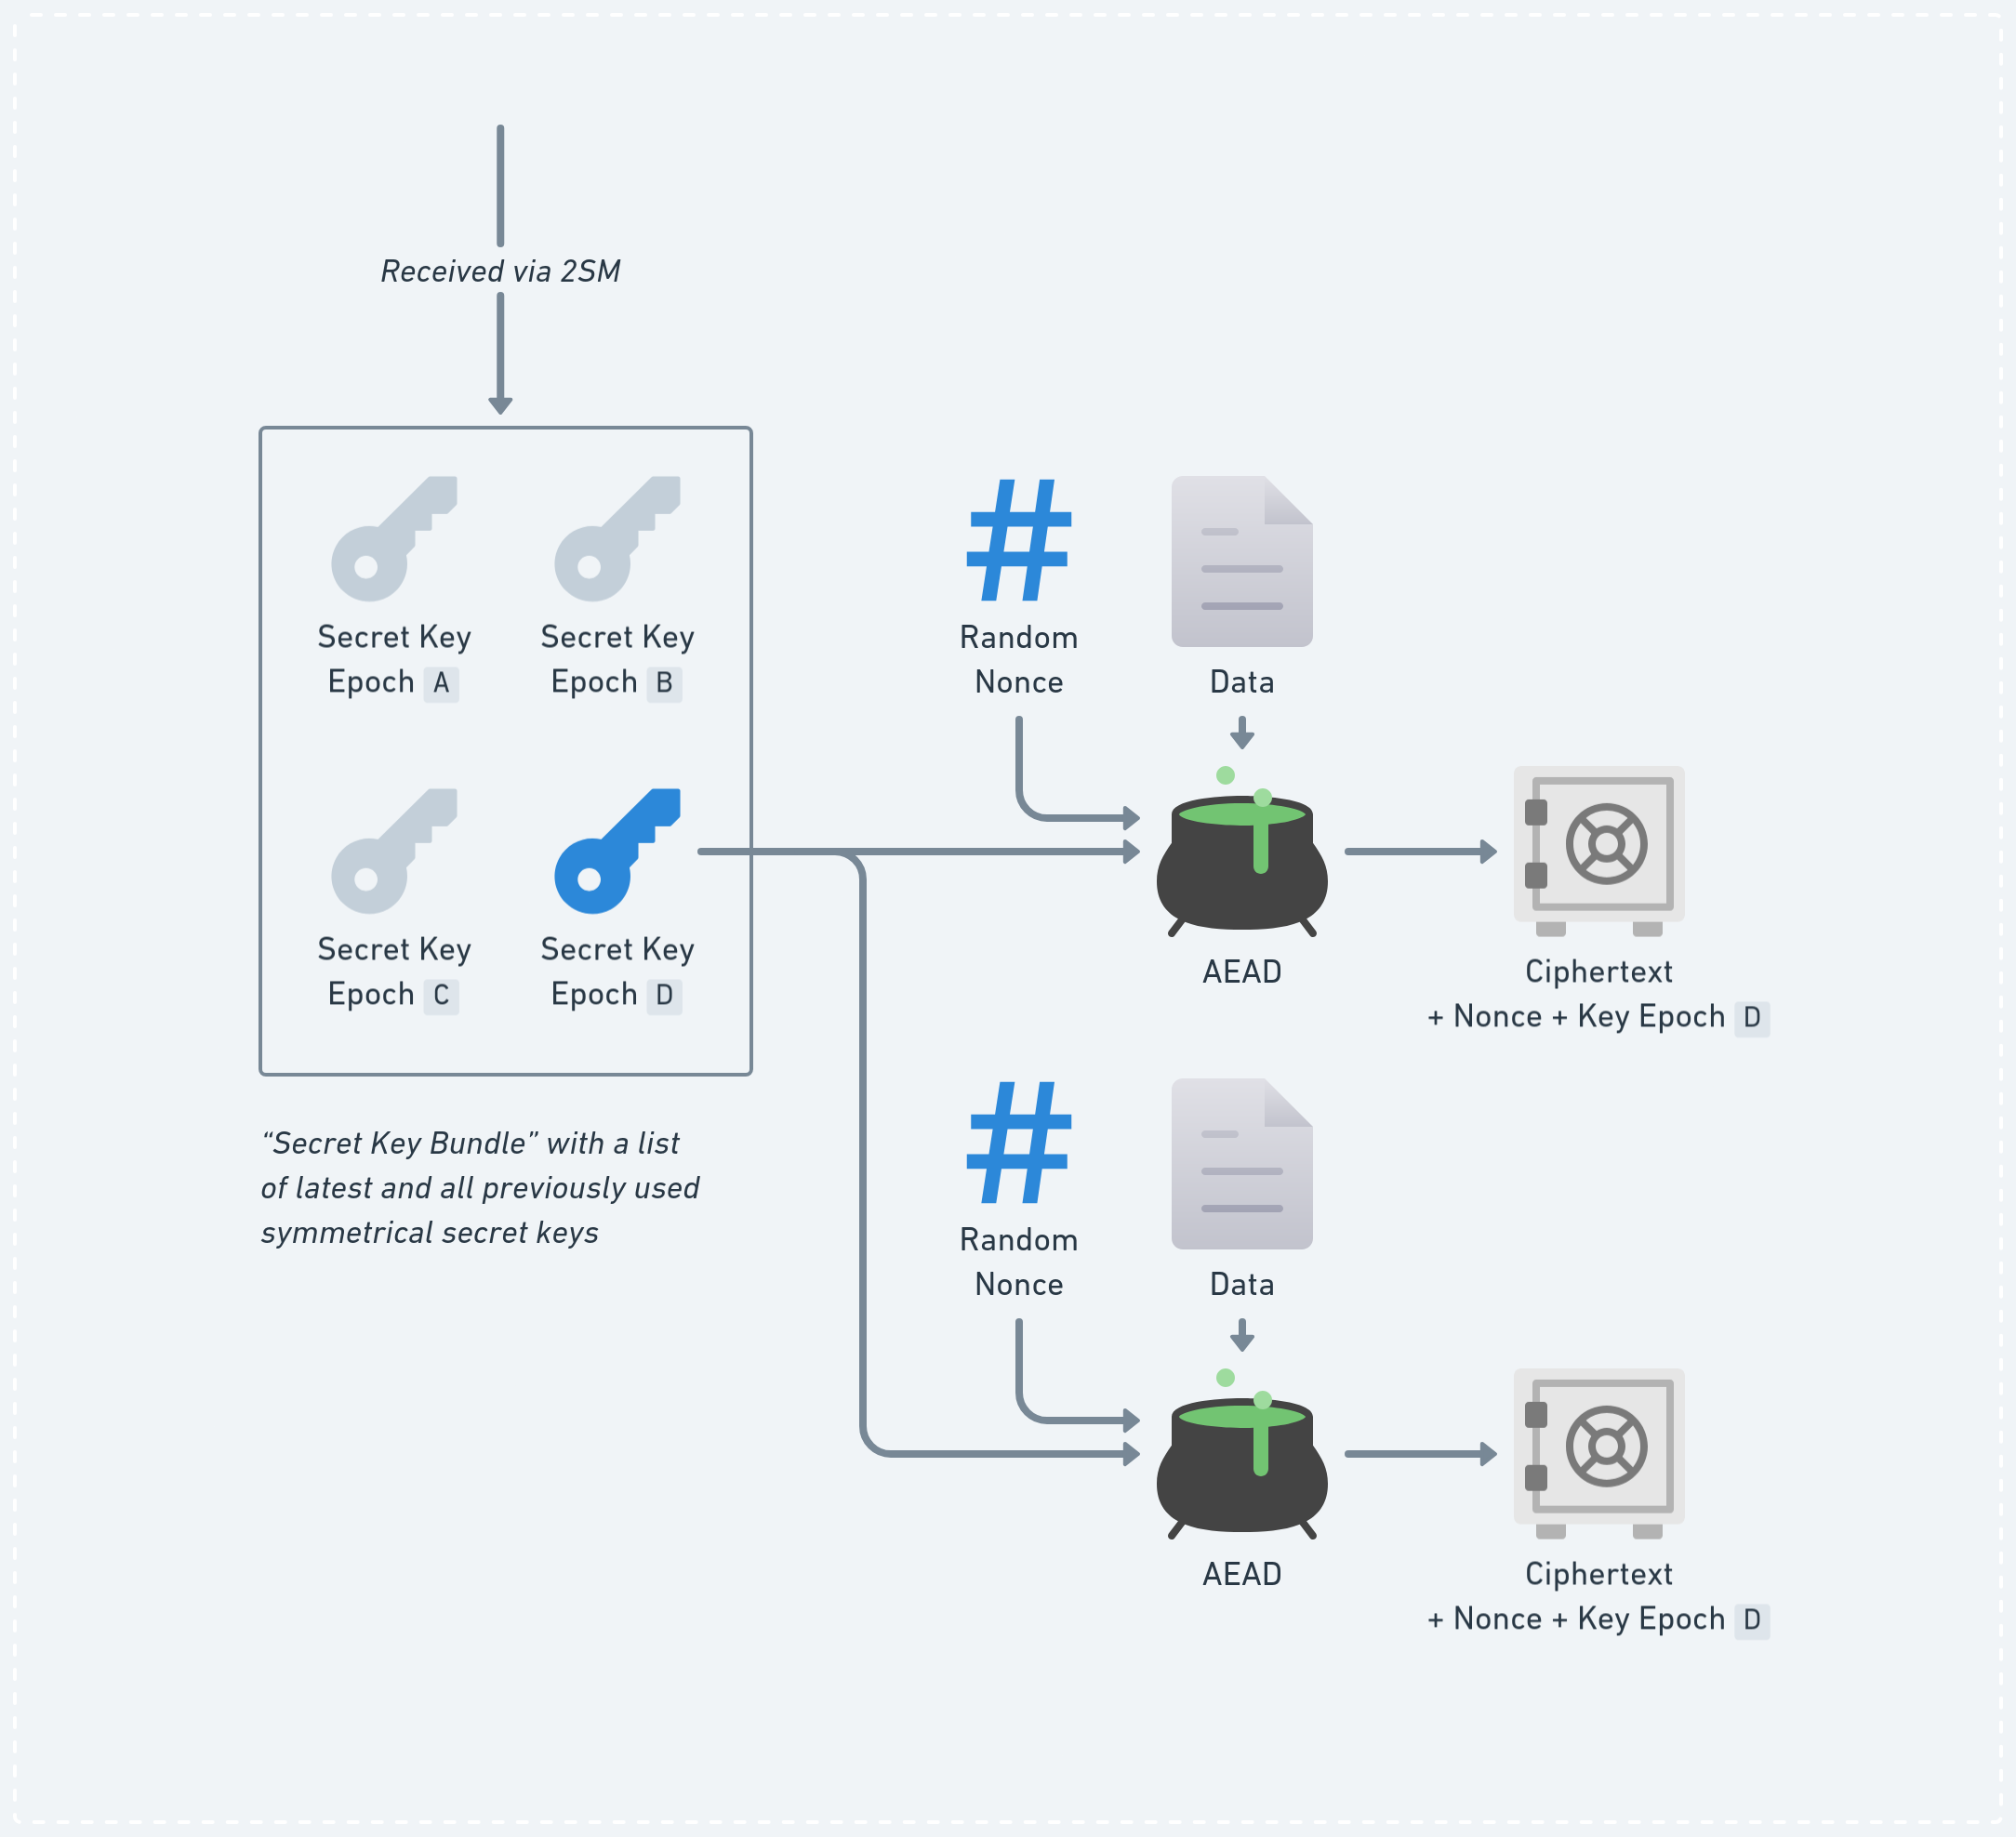 Received via 2SM
Secret Key
Epoch A
Secret Key
Epoch B
Secret Key
Epoch C
Secret Key
Epoch D
“Secret Key Bundle” with a list
of latest and all previously used
symmetrical secret keys
#
Random
Nonce
Data
AEAD
Ciphertext
+ Nonce + Key Epoch D
#
Random
Nonce
Data
AEAD
Ciphertext
+ Nonce + Key Epoch D